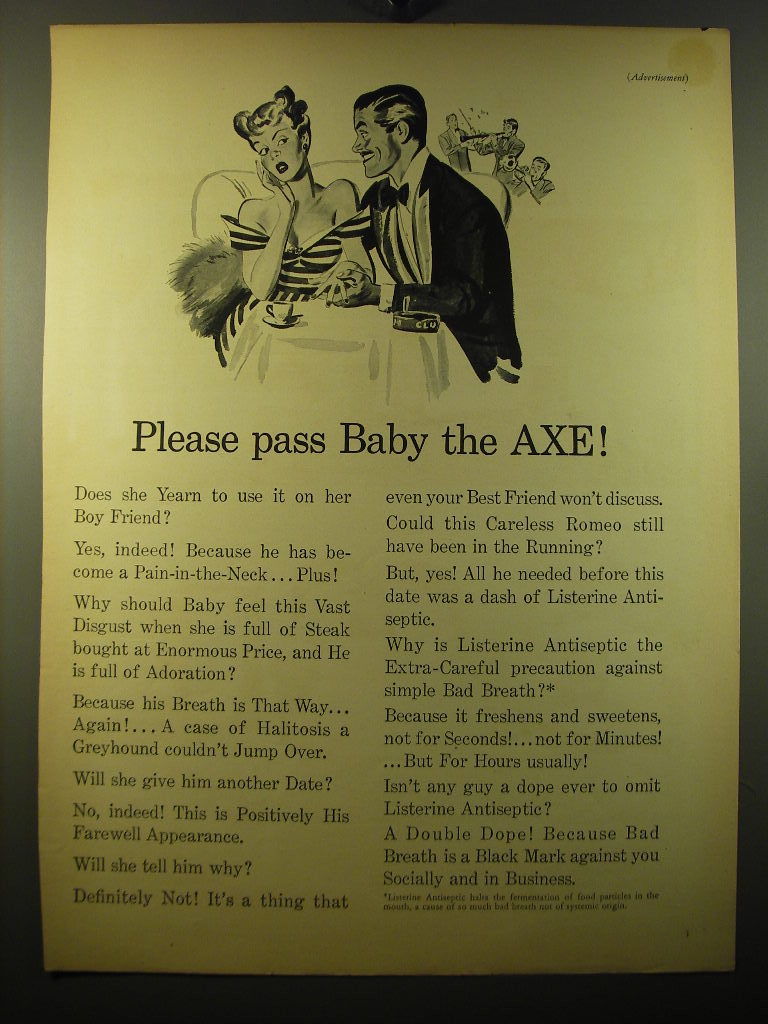 (Advertisement)
CLU
Please pass Baby the AXE!
Does she Yearn to use it on her
Boy Friend?
Yes, indeed! Because he has be-
come a Pain-in-the-Neck...Plus!
Why should Baby feel this Vast
Disgust when she is full of Steak
bought at Enormous Price, and He
is full of Adoration?
Because his Breath is That Way...
Again!...A case of Halitosis a
Greyhound couldn't Jump Over.
Will she give him another Date?
No, indeed! This is Positively His
Farewell Appearance.
Will she tell him why?
Definitely Not! It's a thing that
even your Best Friend won't discuss.
Could this Careless Romeo still
have been in the Running?
But, yes! All he needed before this
date was a dash of Listerine Anti-
septic.
Why is Listerine Antiseptic the
Extra-Careful precaution against
simple Bad Breath?*
Because it freshens and sweetens,
not for Seconds!...not for Minutes!
...But For Hours usually!
Isn't any guy a dope ever to omit
Listerine Antiseptic?
A Double Dope! Because Bad
Breath is a Black Mark against you
Socially and in Business.
*Listerine Antiseptic halts the fermentation of food particles in the
mouth, a cause of so much bad breath not of systemic origin.